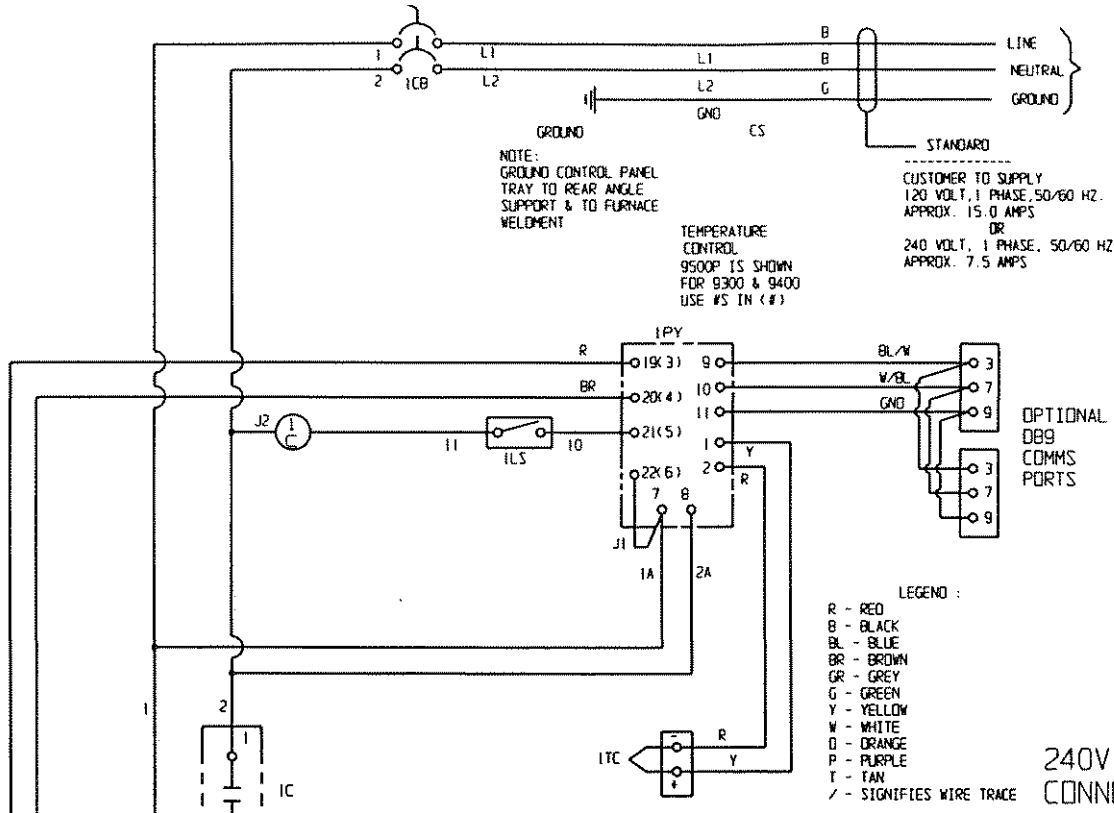 B
LINE
1
L1
L1
B
NEUTRAL
2
1CB
L2
L2
G
GROUND
GND
GROUND
CS
STANDARD
NOTE:
GROUND CONTROL PANEL
TRAY TO REAR ANGLE
SUPPORT & TO FURNACE
WELDMENT
CUSTOMER TO SUPPLY
120 VOLT,1 PHASE,50/60 HZ.
APPROX. 15.0 AMPS
OR
240 VOLT, 1 PHASE, 50/60 HZ
APPROX. 7.5 AMPS
TEMPERATURE
CONTROL
9500P IS SHOWN
FOR 9300 & 9400
USE #S IN (#)
1PY
R
19(3)
9
BL/W
3
BR
20(4)
10
W/BL
7
11
GND
9
J2
1
C
11
1LS
10
21(5)
1
Y
22(6)
2
R
7
8
J1
1A
2A
OPTIONAL
DB9
COMMS
PORTS
3
7
9
LEGEND :
R - RED
B - BLACK
BL - BLUE
BR - BROWN
GR - GREY
G - GREEN
Y - YELLOW
W - WHITE
O - ORANGE
P - PURPLE
T - TAN
/ - SIGNIFIES WIRE TRACE
1
2
1
1C
1TC
-
R
+
Y
240V
CONN